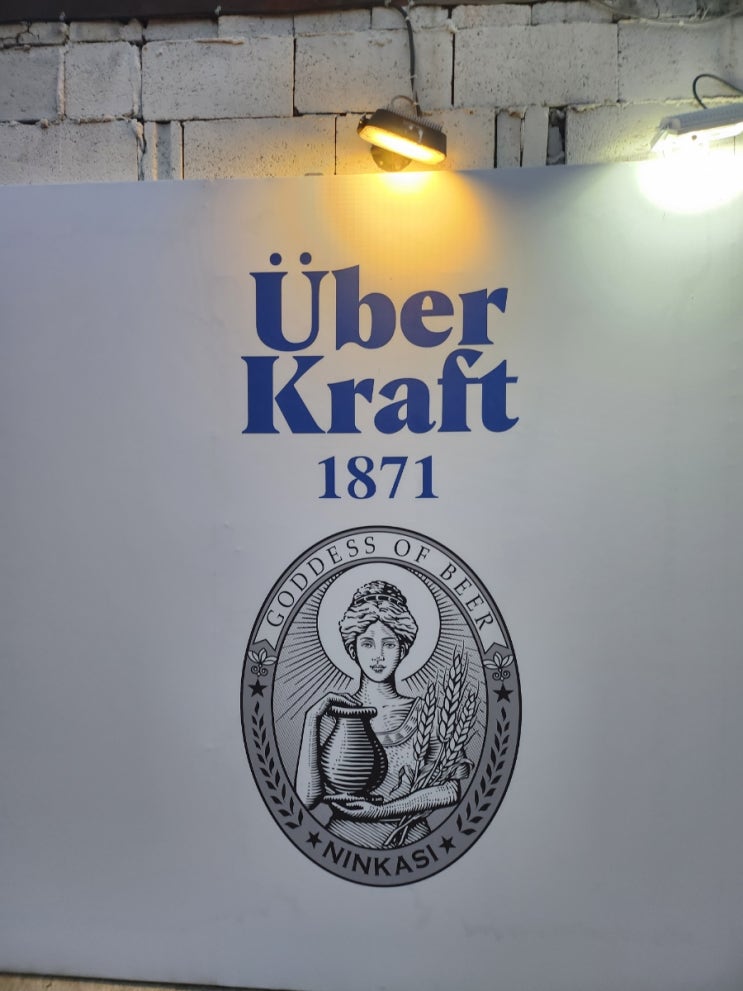 Über
Kraft
1871
GODDESS OF BEER
NINKASI